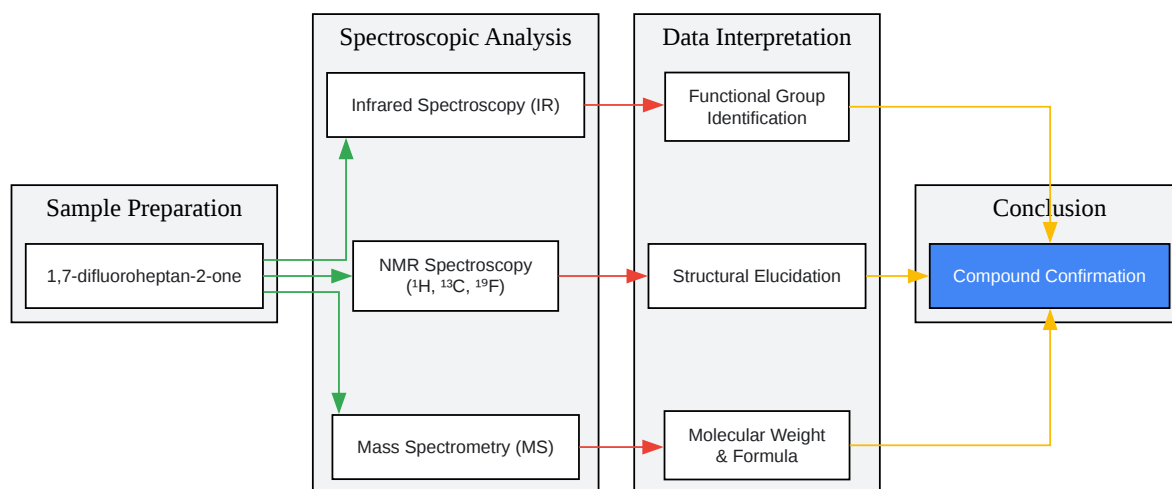 Spectroscopic Analysis
Data Interpretation
Infrared Spectroscopy (IR)
Functional Group
Identification
Sample Preparation
Conclusion
1,7-difluoroheptan-2-one
NMR Spectroscopy
(¹H, ¹³C, ¹⁹F)
Structural Elucidation
Compound Confirmation
Mass Spectrometry (MS)
Molecular Weight
& Formula